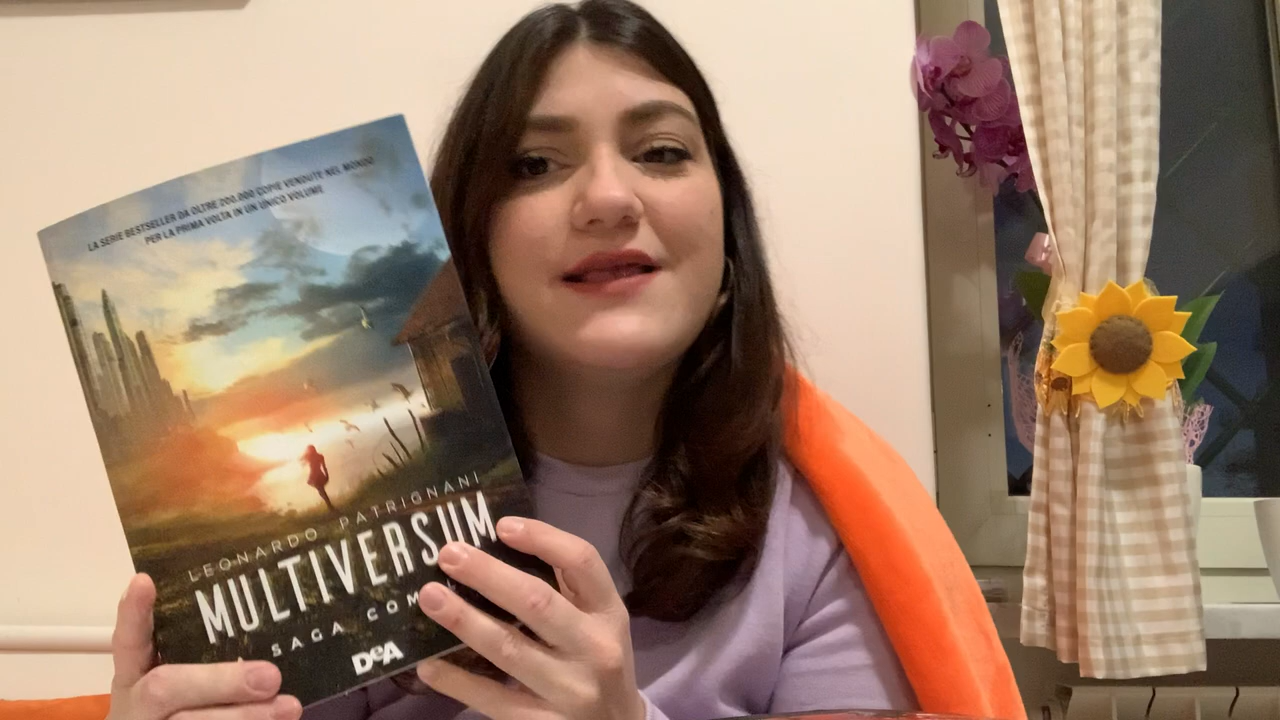 LA SERIE BESTSELLER DA OLTRE 200.000 COPIE VENDUTE NEL MONDO
PER LA PRIMA VOLTA IN UN UNICO VOLUME
LEONARDO PATRIGNANI
MULTIVERSUM
SAGA
DeA